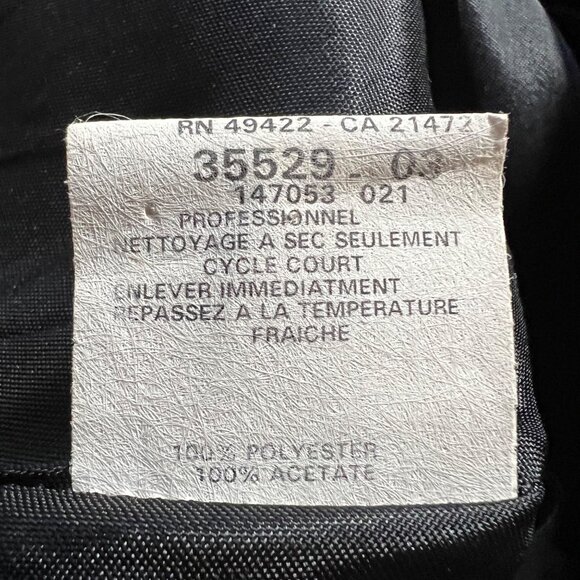 RN 49422 - CA 21472
35529 - 03
147053 021
PROFESSIONNEL
NETTOYAGE A SEC SEULEMENT
CYCLE COURT
ENLEVER IMMEDIATMENT
REPASSEZ A LA TEMPERATURE
FRAICHE
100% POLYESTER
100% ACETATE